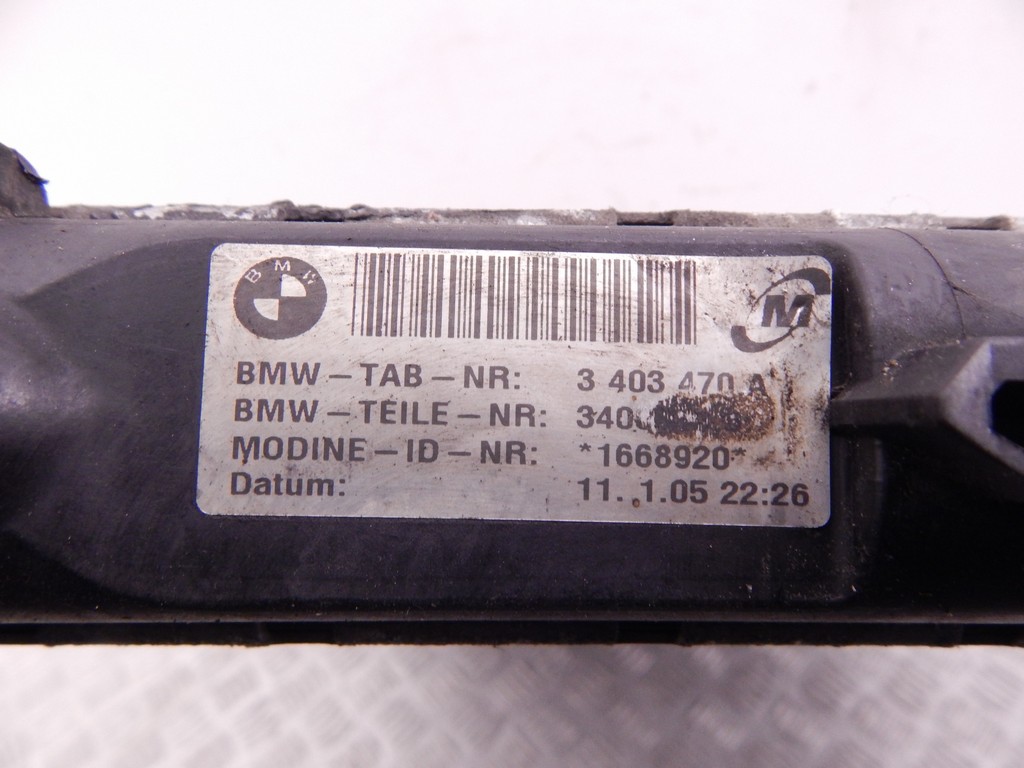 BMW
M
BMW-TAB-NR: 3 403 470 A
BMW-TEILE-NR:
MODINE-ID-NR: *1668920*
Datum: 11. 1.05 22:26